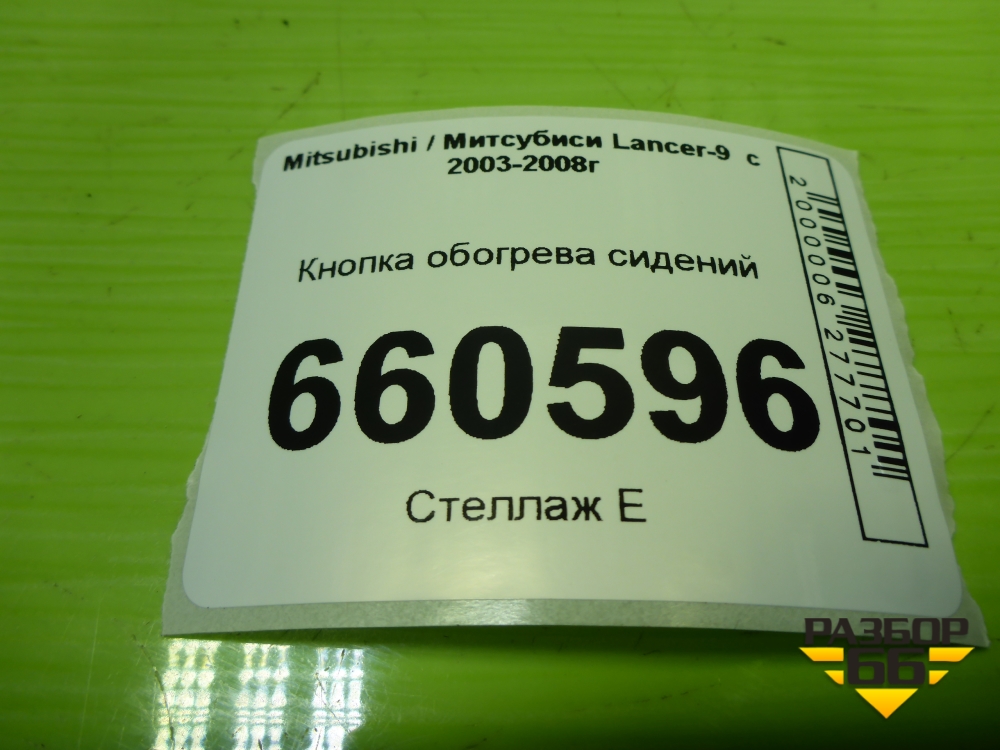 Mitsubishi / Митсубиси Lancer-9 с
2003-2008г
Кнопка обогрева сидений
660596
Стеллаж Е
2000006277701
РАЗБОР
66